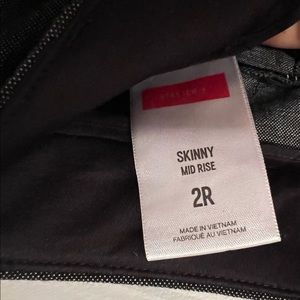 SKINNY
MID RISE
2R
MADE IN VIETNAM
FABRIQUÉ AU VIETNAM